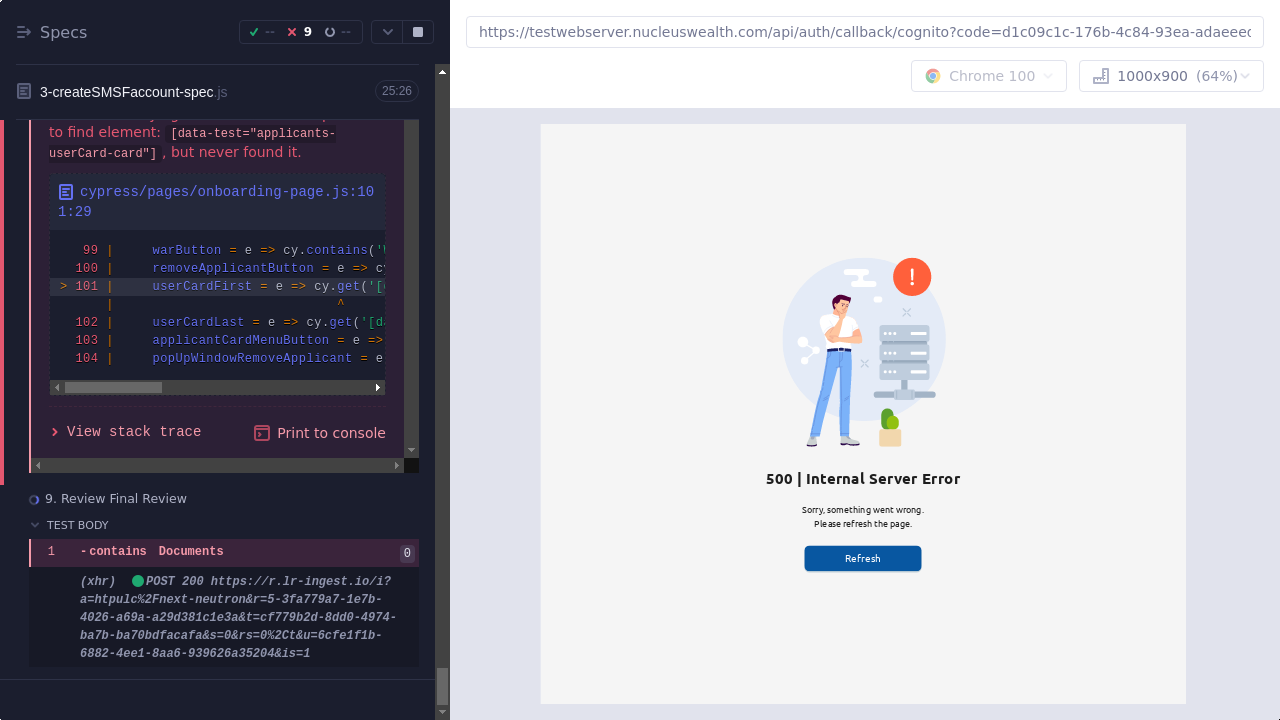 Specs
-- 9 --
3-createSMSFaccount-spec.js
25:26
to find element: [data-test="applicants-
userCard-card"] , but never found it.
cypress/pages/onboarding-page.js:10
1:29
99 | warButton = e => cy.contains('
100 | removeApplicantButton = e => c
> 101 | userCardFirst = e => cy.get('[
| ^
102 | userCardLast = e => cy.get('[d
103 | applicantCardMenuButton = e =>
104 | popUpWindowRemoveApplicant = e
View stack trace
Print to console
9. Review Final Review
TEST BODY
1 -contains Documents 0
(xhr) POST 200 https://r.lr-ingest.io/i?
a=htpulc%2Fnext-neutron&r=5-3fa779a7-1e7b-
4026-a69a-a29d381c1e3a&t=cf779b2d-8dd0-4974-
ba7b-ba70bdfacafa&s=0&rs=0%2Ct&u=6cfe1f1b-
6882-4ee1-8aa6-939626a35204&is=1
https://testwebserver.nucleuswealth.com/api/auth/callback/cognito?code=d1c09c1c-176b-4c84-93ea-adaeeec
Chrome 100
1000x900 (64%)
500 | Internal Server Error
Sorry, something went wrong.
Please refresh the page.
Refresh